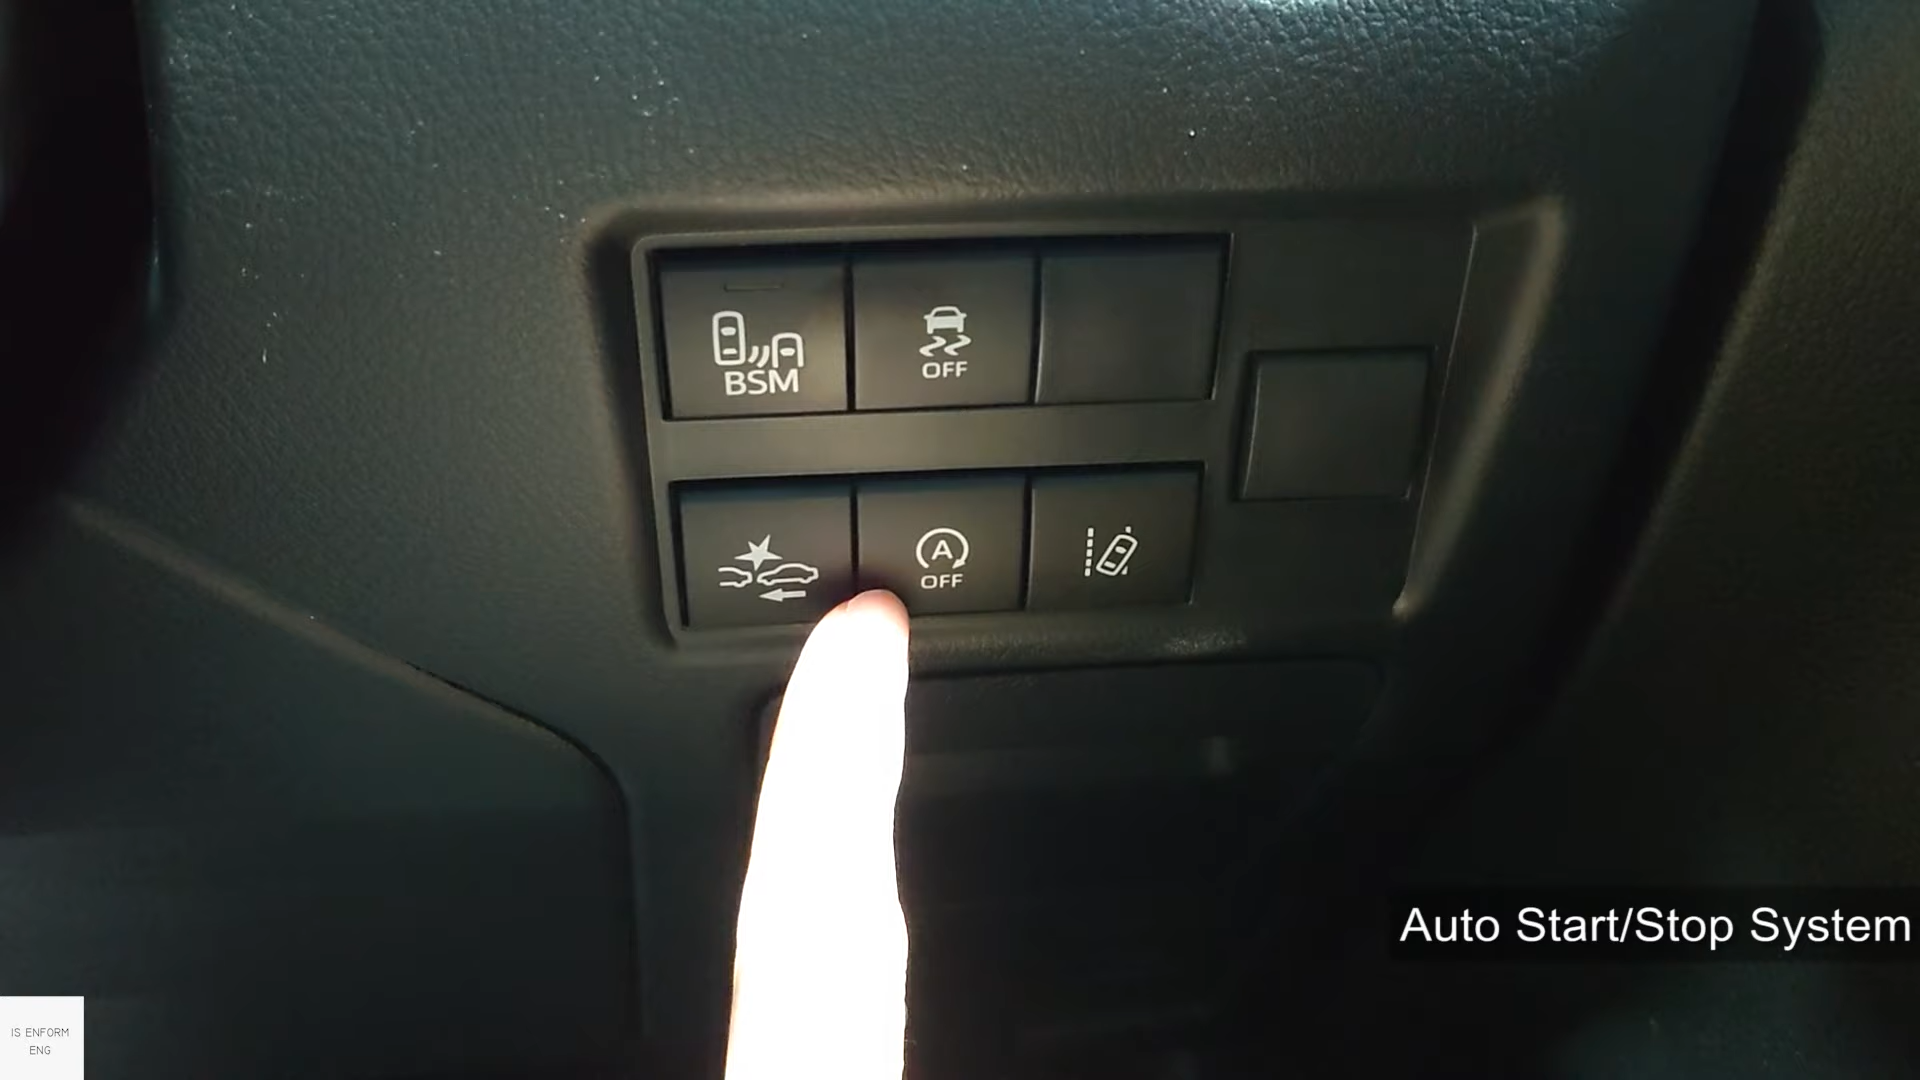 BSM
OFF
A
OFF
Auto Start/Stop System
IS ENFORM
ENG